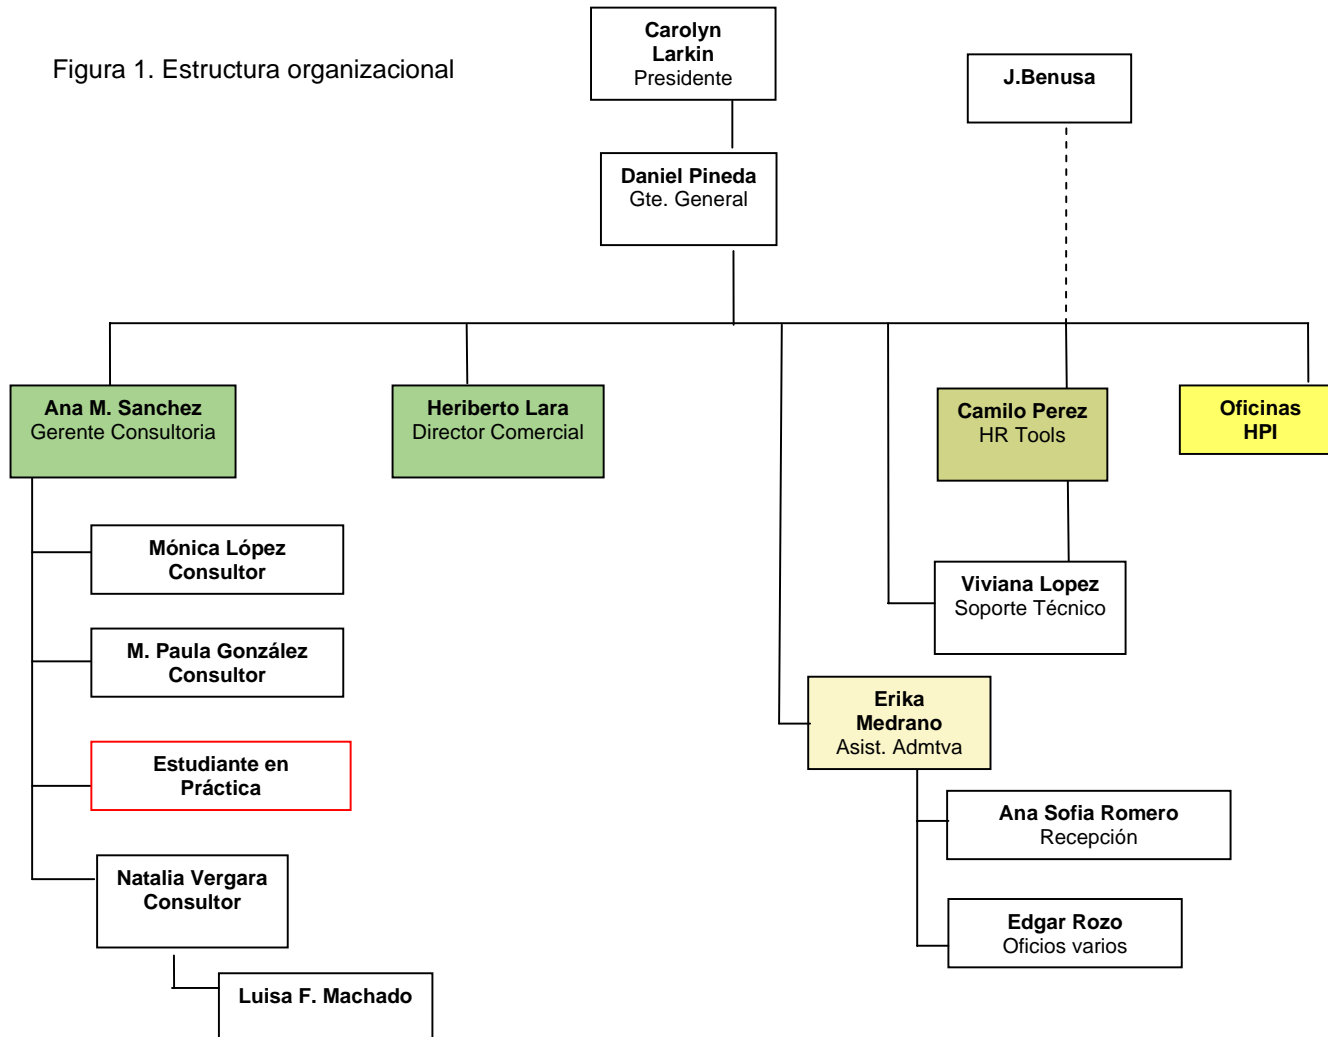 Figura 1. Estructura organizacional
Carolyn
Larkin
Presidente
J.Benusa
Daniel Pineda
Gte. General
Ana M. Sanchez
Gerente Consultoria
Heriberto Lara
Director Comercial
Camilo Perez
HR Tools
Oficinas
HPI
Mónica López
Consultor
Viviana Lopez
Soporte Técnico
M. Paula González
Consultor
Erika
Medrano
Asist. Admtva
Estudiante en
Práctica
Ana Sofia Romero
Recepción
Natalia Vergara
Consultor
Edgar Rozo
Oficios varios
Luisa F. Machado